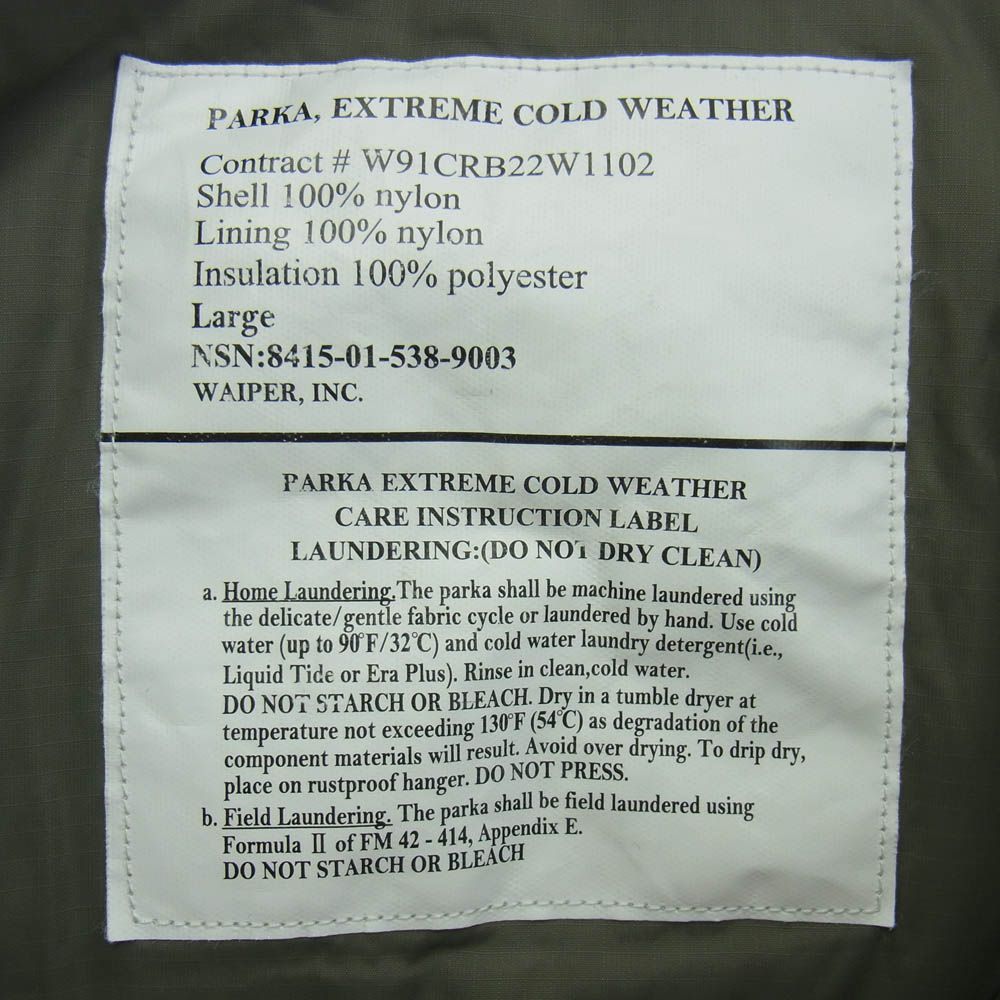 PARKA, EXTREME COLD WEATHER
Contract # W91CRB22W1102
Shell 100% nylon
Lining 100% nylon
Insulation 100% polyester
Large
NSN:8415-01-538-9003
WAIPER, INC.
PARKA EXTREME COLD WEATHER
CARE INSTRUCTION LABEL
LAUNDERING:(DO NOT DRY CLEAN)
a. Home Laundering.The parka shall be machine laundered using
the delicate/gentle fabric cycle or laundered by hand. Use cold
water (up to 90°F/32℃) and cold water laundry detergent(i.e.,
Liquid Tide or Era Plus). Rinse in clean,cold water.
DO NOT STARCH OR BLEACH. Dry in a tumble dryer at
temperature not exceeding 130°F (54℃) as degradation of the
component materials will result. Avoid over drying. To drip dry,
place on rustproof hanger. DO NOT PRESS.
b. Field Laundering. The parka shall be field laundered using
Formula Ⅱ of FM 42 - 414, Appendix E.
DO NOT STARCH OR BLEACH